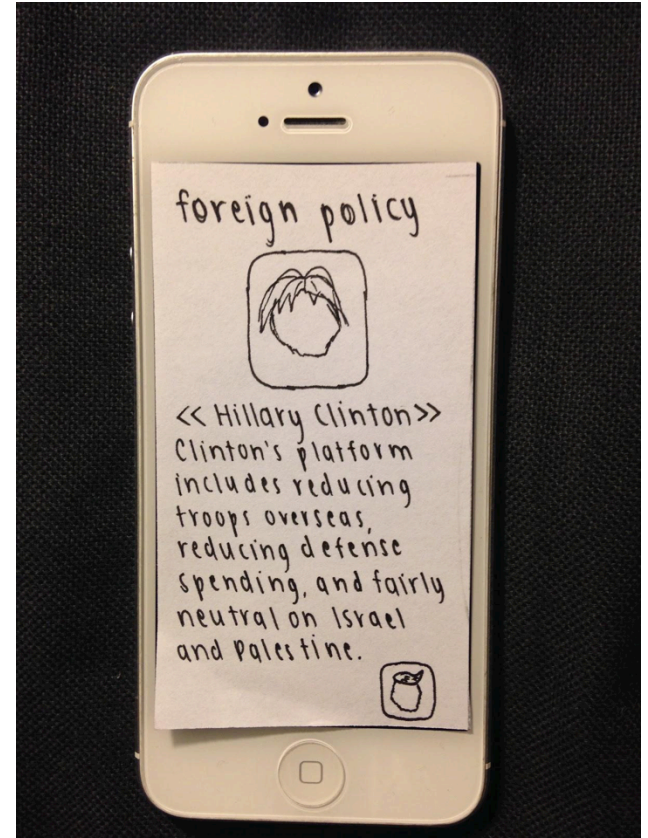 foreign policy
<< Hillary Clinton>>
Clinton's platform
includes reducing
troops overseas,
reducing defense
spending, and fairly
neutral on Israel
and Palestine.